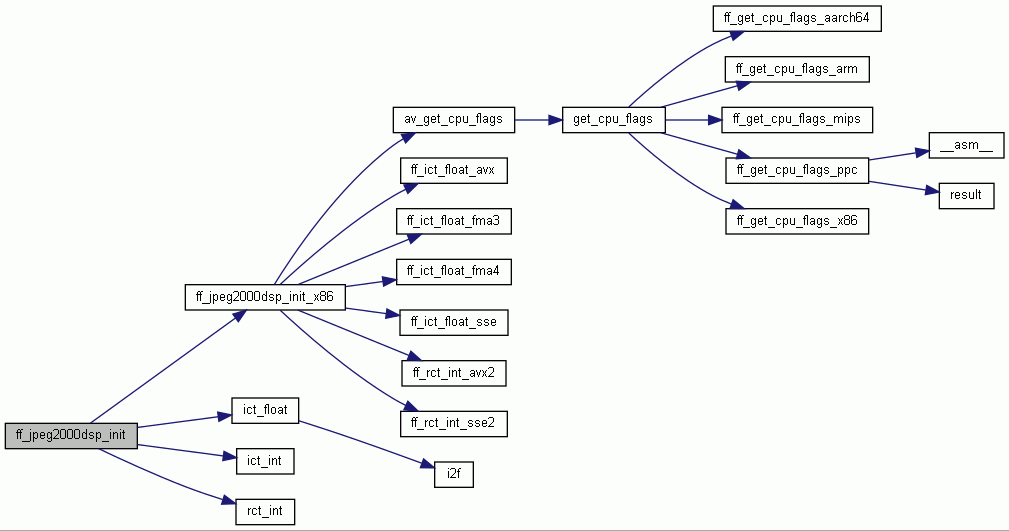 ff_get_cpu_flags_aarch64
ff_get_cpu_flags_arm
av_get_cpu_flags
get_cpu_flags
ff_get_cpu_flags_mips
__asm__
ff_ict_float_avx
ff_get_cpu_flags_ppc
result
ff_ict_float_fma3
ff_get_cpu_flags_x86
ff_ict_float_fma4
ff_jpeg2000dsp_init_x86
ff_ict_float_sse
ff_rct_int_avx2
ict_float
ff_rct_int_sse2
ff_jpeg2000dsp_init
ict_int
i2f
rct_int